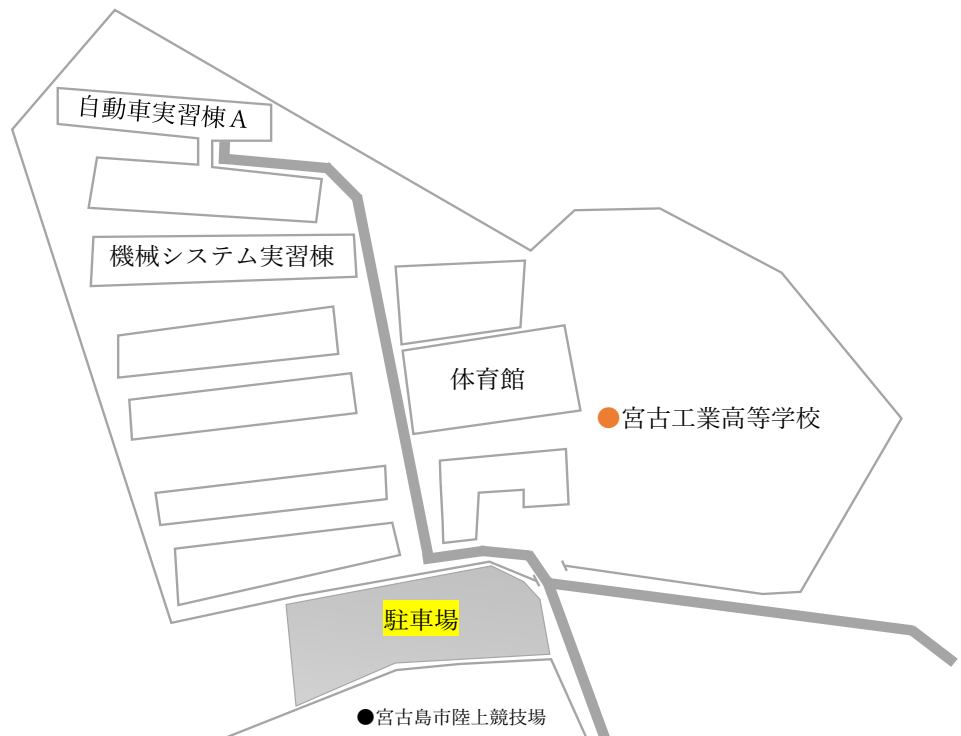 自動車実習棟A
機械システム実習棟
体育館
●宮古工業高等学校
駐車場
●宮古島市陸上競技場